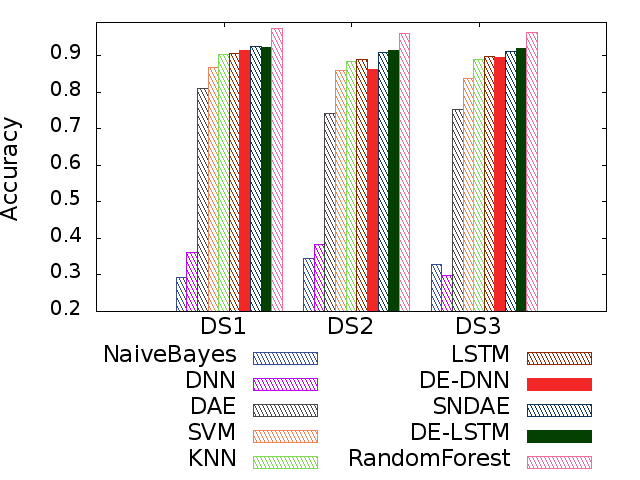 0.9
0.8
0.7
0.6
0.5
0.4
0.3
0.2
Accuracy
DS1 DS2 DS3
NaiveBayes LSTM
DNN DE-DNN
DAE SNDAE
SVM DE-LSTM
KNN RandomForest